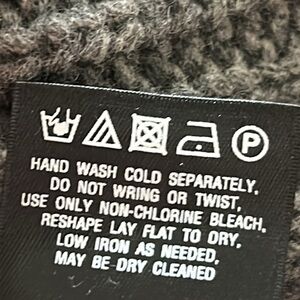 P
HAND WASH COLD SEPARATELY,
DO NOT WRING OR TWIST,
USE ONLY NON-CHLORINE BLEACH,
RESHAPE LAY FLAT TO DRY,
LOW IRON AS NEEDED,
MAY BE DRY CLEANED